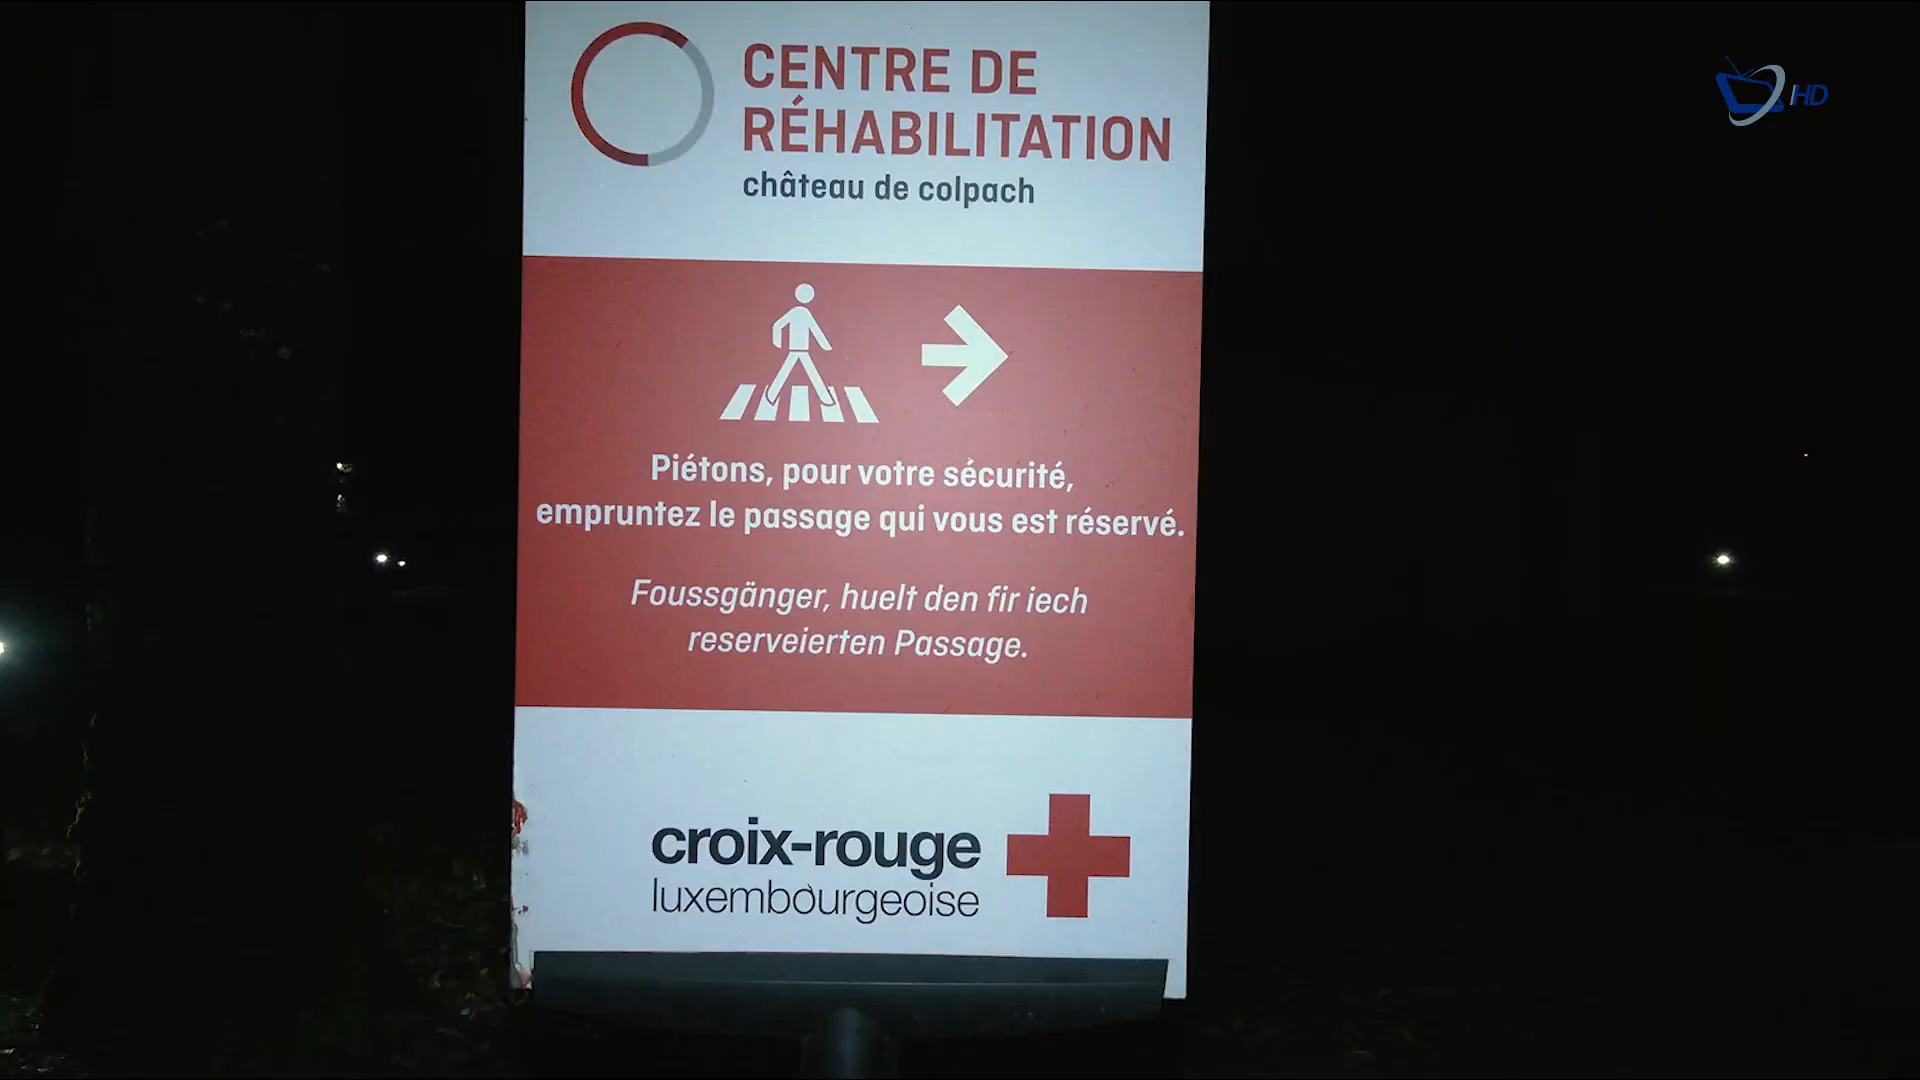 CENTRE DE
RÉHABILITATION
château de colpach
HD
Piétons, pour votre sécurité,
empruntez le passage qui vous est réservé.
Foussgänger, huelt den fir iech
reserveierten Passage.
croix-rouge
luxembourgeoise